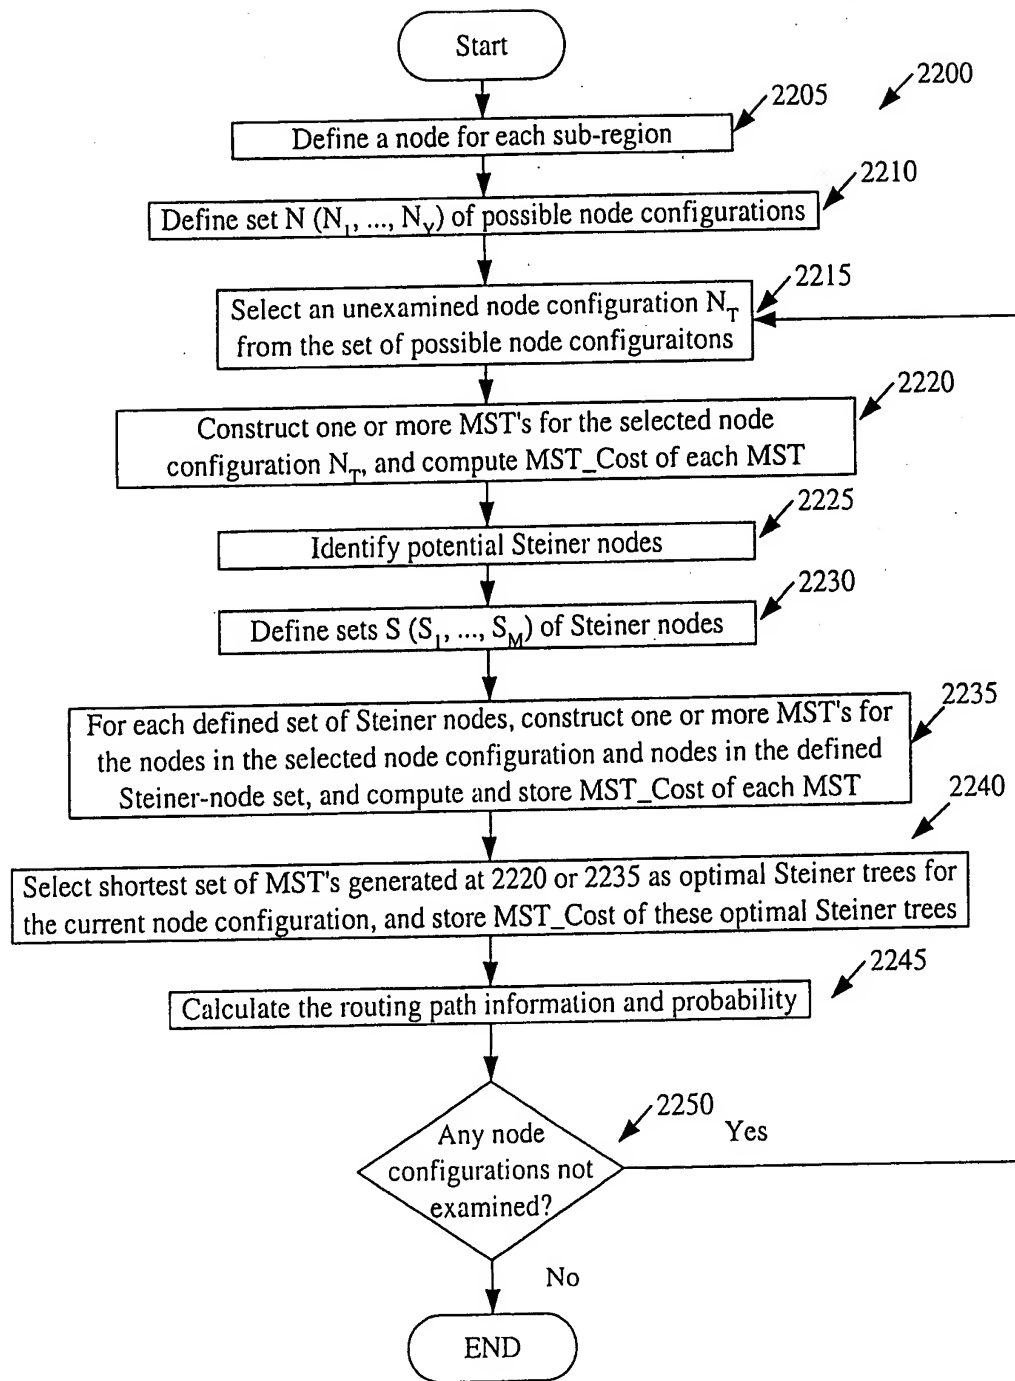 Start
2200
2205
Define a node for each sub-region
2210
Define set N (N₁, ..., Nᵧ) of possible node configurations
2215
Select an unexamined node configuration N_T
from the set of possible node configuraitons
2220
Construct one or more MST's for the selected node
configuration N_T, and compute MST_Cost of each MST
2225
Identify potential Steiner nodes
2230
Define sets S (S₁, ..., S_M) of Steiner nodes
2235
For each defined set of Steiner nodes, construct one or more MST's for
the nodes in the selected node configuration and nodes in the defined
Steiner-node set, and compute and store MST_Cost of each MST
2240
Select shortest set of MST's generated at 2220 or 2235 as optimal Steiner trees for
the current node configuration, and store MST_Cost of these optimal Steiner trees
2245
Calculate the routing path information and probability
2250
Any node
configurations not
examined?
Yes
No
END